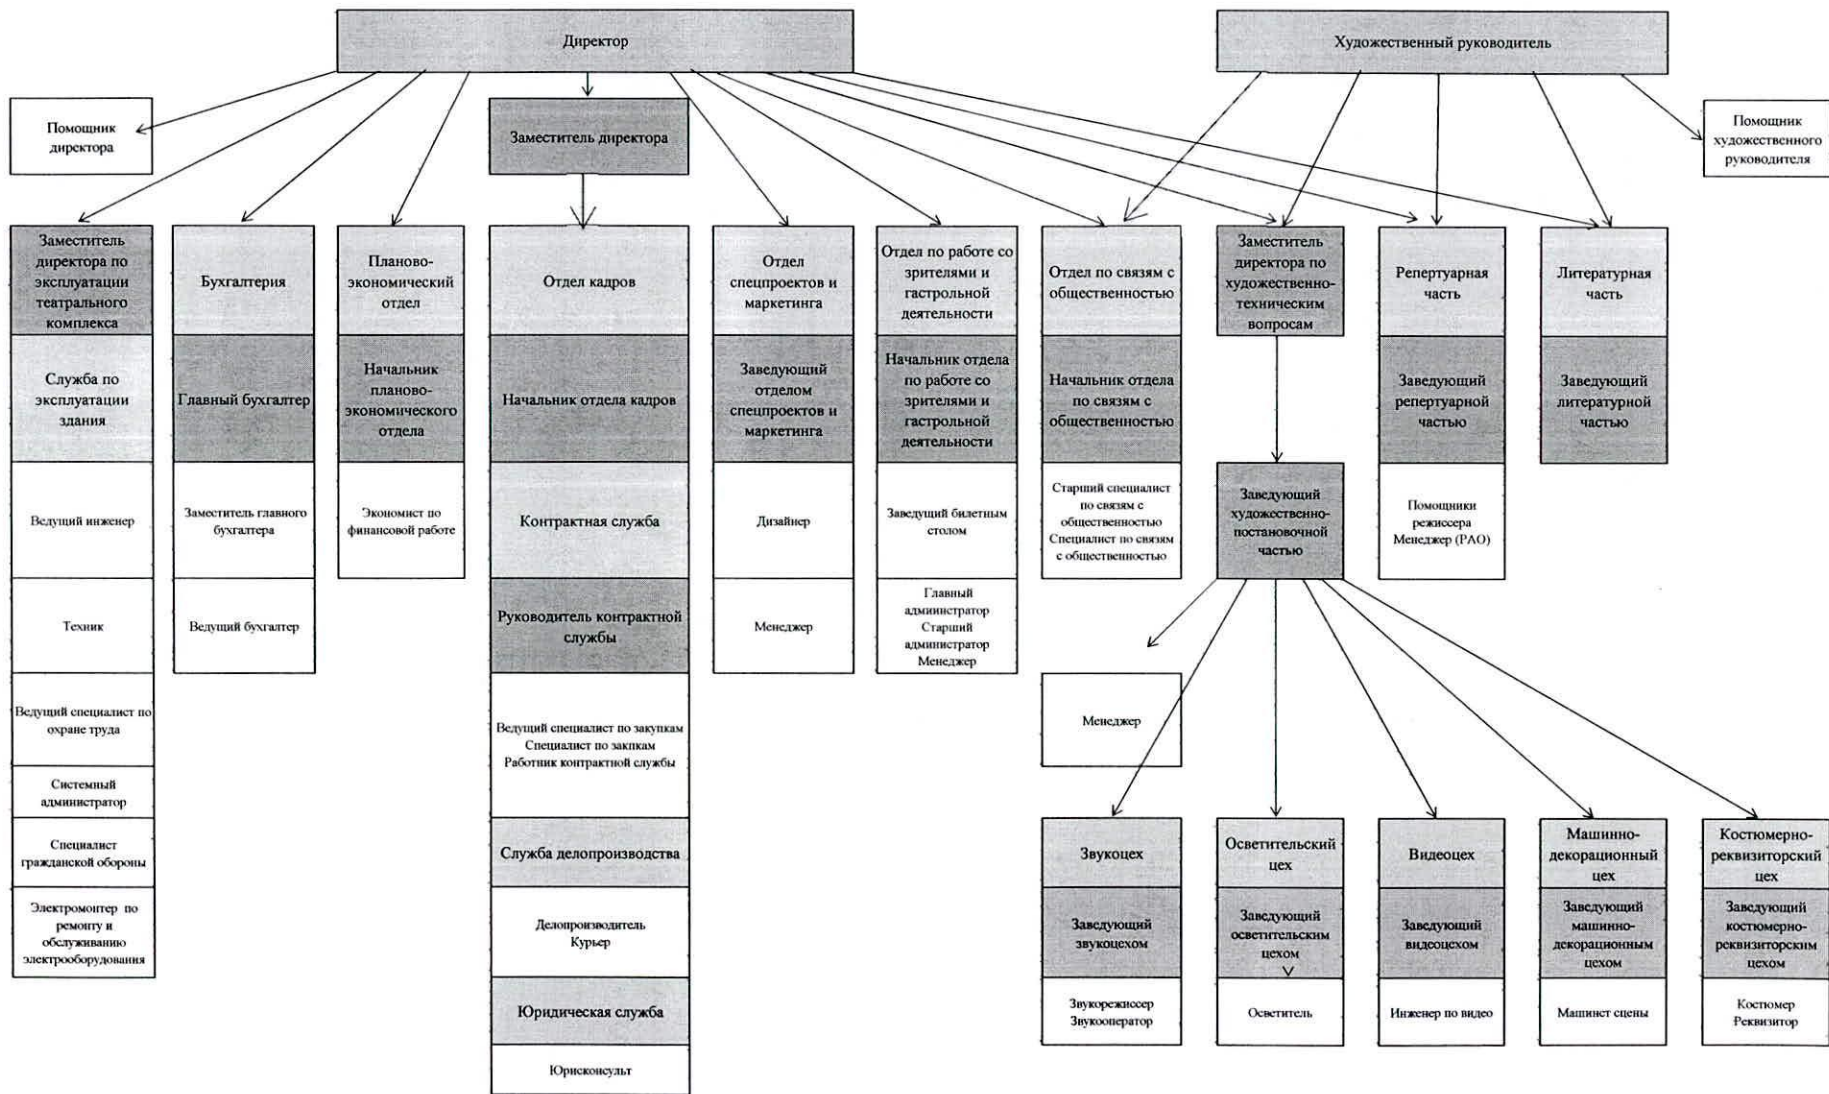 Директор
Художественный руководитель
Помощник
директора
Заместитель директора
Помощник
художественного
руководителя
Заместитель
директора по
эксплуатации
театрального
комплекса
Бухгалтерия
Планово-
экономический
отдел
Отдел кадров
Отдел
спецпроектов и
маркетинга
Отдел по работе со
зрителями и
гастрольной
деятельности
Отдел по связям с
общественностью
Заместитель
директора по
художественно-
техническим
вопросам
Репертуарная
часть
Литературная
часть
Служба по
эксплуатации
здания
Главный бухгалтер
Начальник
планово-
экономического
отдела
Начальник отдела кадров
Заведующий
отделом
спецпроектов и
маркетинга
Начальник отдела
по работе со
зрителями и
гастрольной
деятельности
Начальник отдела
по связям с
общественностью
Заведующий
репертуарной
частью
Заведующий
литературной
частью
Ведущий инженер
Заместитель главного
бухгалтера
Экономист по
финансовой работе
Контрактная служба
Дизайнер
Заведущий билетным
столом
Старший специалист
по связям с
общественностью
Специалист по связям
с общественностью
Заведующий
художественно-
постановочной
частью
Помощники
режиссера
Менеджер (РАО)
Техник
Ведущий бухгалтер
Руководитель контрактной
службы
Менеджер
Главный
администратор
Старший
администратор
Менеджер
Ведущий специалист по
охране труда
Ведущий специалист по закупкам
Специалист по закпкам
Работник контрактной службы
Менеджер
Системный
администратор
Специалист
гражданской обороны
Служба делопроизводства
Звукоцех
Осветительский
цех
Видеоцех
Машинно-
декорационный
цех
Костюмерно-
реквизиторский
цех
Электромонтер по
ремонту и
обслуживанию
электрооборудования
Делопроизводитель
Курьер
Заведующий
звукоцехом
Заведующий
осветительским
цехом
Заведующий
видеоцехом
Заведующий
машинно-
декорационным
цехом
Заведующий
костюмерно-
реквизиторским
цехом
Юридическая служба
Звукорежиссер
Звукооператор
Осветитель
Инженер по видео
Машинст сцены
Костюмер
Реквизитор
Юрисконсульт